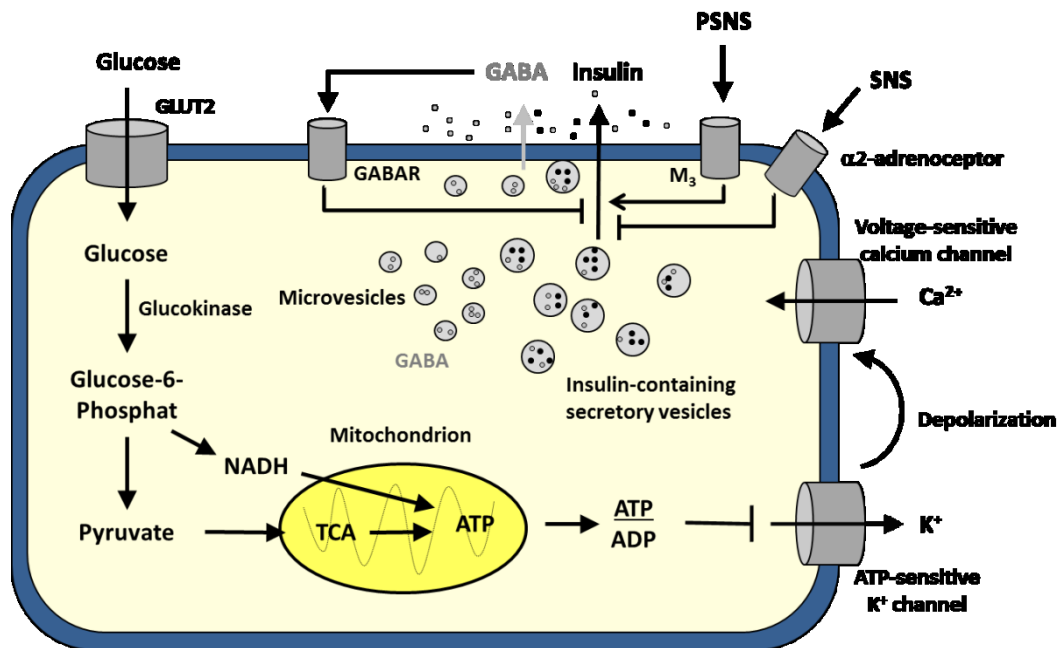 PSNS
Glucose
GABA
Insulin
SNS
GLUT2
GABAR
M3
α2-adrenoceptor
Voltage-sensitive
calcium channel
Glucose
Microvesicles
Ca²⁺
Glucokinase
GABA
Glucose-6-
Phosphat
Insulin-containing
secretory vesicles
Depolarization
Mitochondrion
NADH
Pyruvate
TCA
ATP
ATP
ADP
K⁺
ATP-sensitive
K⁺ channel